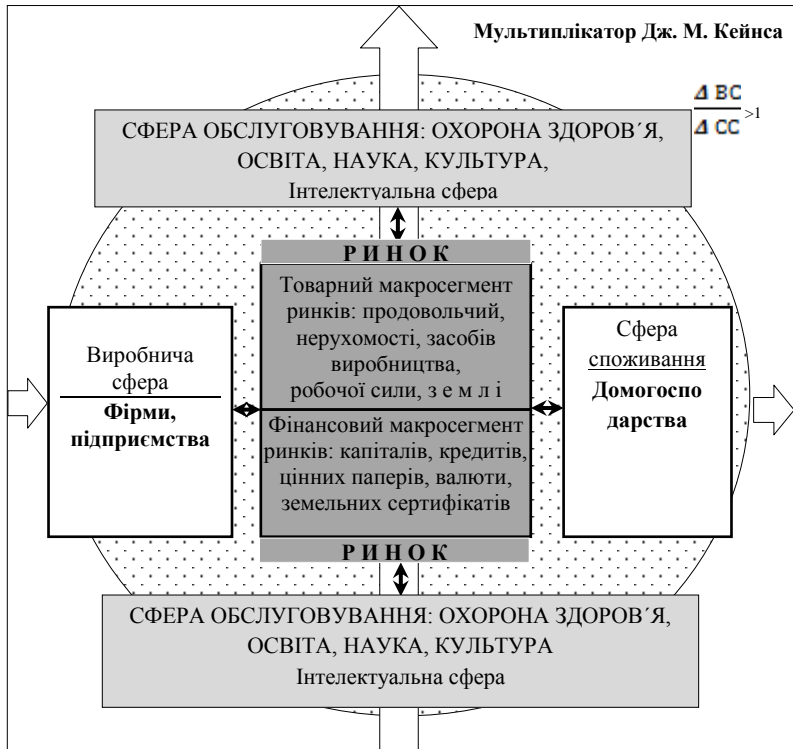 Мультиплікатор Дж. М. Кейнса
Δ ВС
Δ СС
>1
СФЕРА ОБСЛУГОВУВАННЯ: ОХОРОНА ЗДОРОВ´Я,
ОСВІТА, НАУКА, КУЛЬТУРА,
Інтелектуальна сфера
Р И Н О К
Товарний макросегмент
ринків: продовольчий,
нерухомості, засобів
виробництва,
робочої сили, з е м л і
Виробнича
сфера
Фірми,
підприємства
Сфера
споживання
Домогоспо
дарства
Фінансовий макросегмент
ринків: капіталів, кредитів,
цінних паперів, валюти,
земельних сертифікатів
Р И Н О К
СФЕРА ОБСЛУГОВУВАННЯ: ОХОРОНА ЗДОРОВ´Я,
ОСВІТА, НАУКА, КУЛЬТУРА
Інтелектуальна сфера